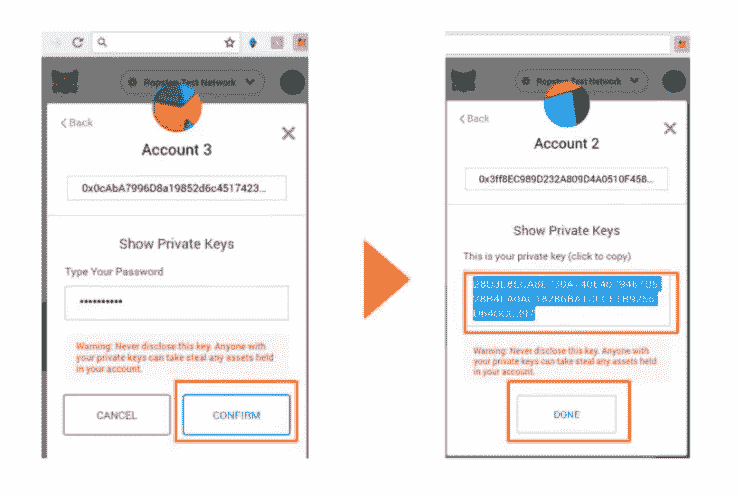 Ropsten Test Network
Back
Account 3
0x0cAbA7996D8a19852d6c4517423...
Show Private Keys
Type Your Password
••••••••••
Warning: Never disclose this key. Anyone with
your private keys can take steal any assets held
in your account.
CANCEL
CONFIRM
Ropsten Test Network
Back
Account 2
0x3ff8EC989D232A809D4A0510F458...
Show Private Keys
This is your private key (click to copy)
Warning: Never disclose this key. Anyone with
your private keys can take steal any assets held
in your account.
DONE